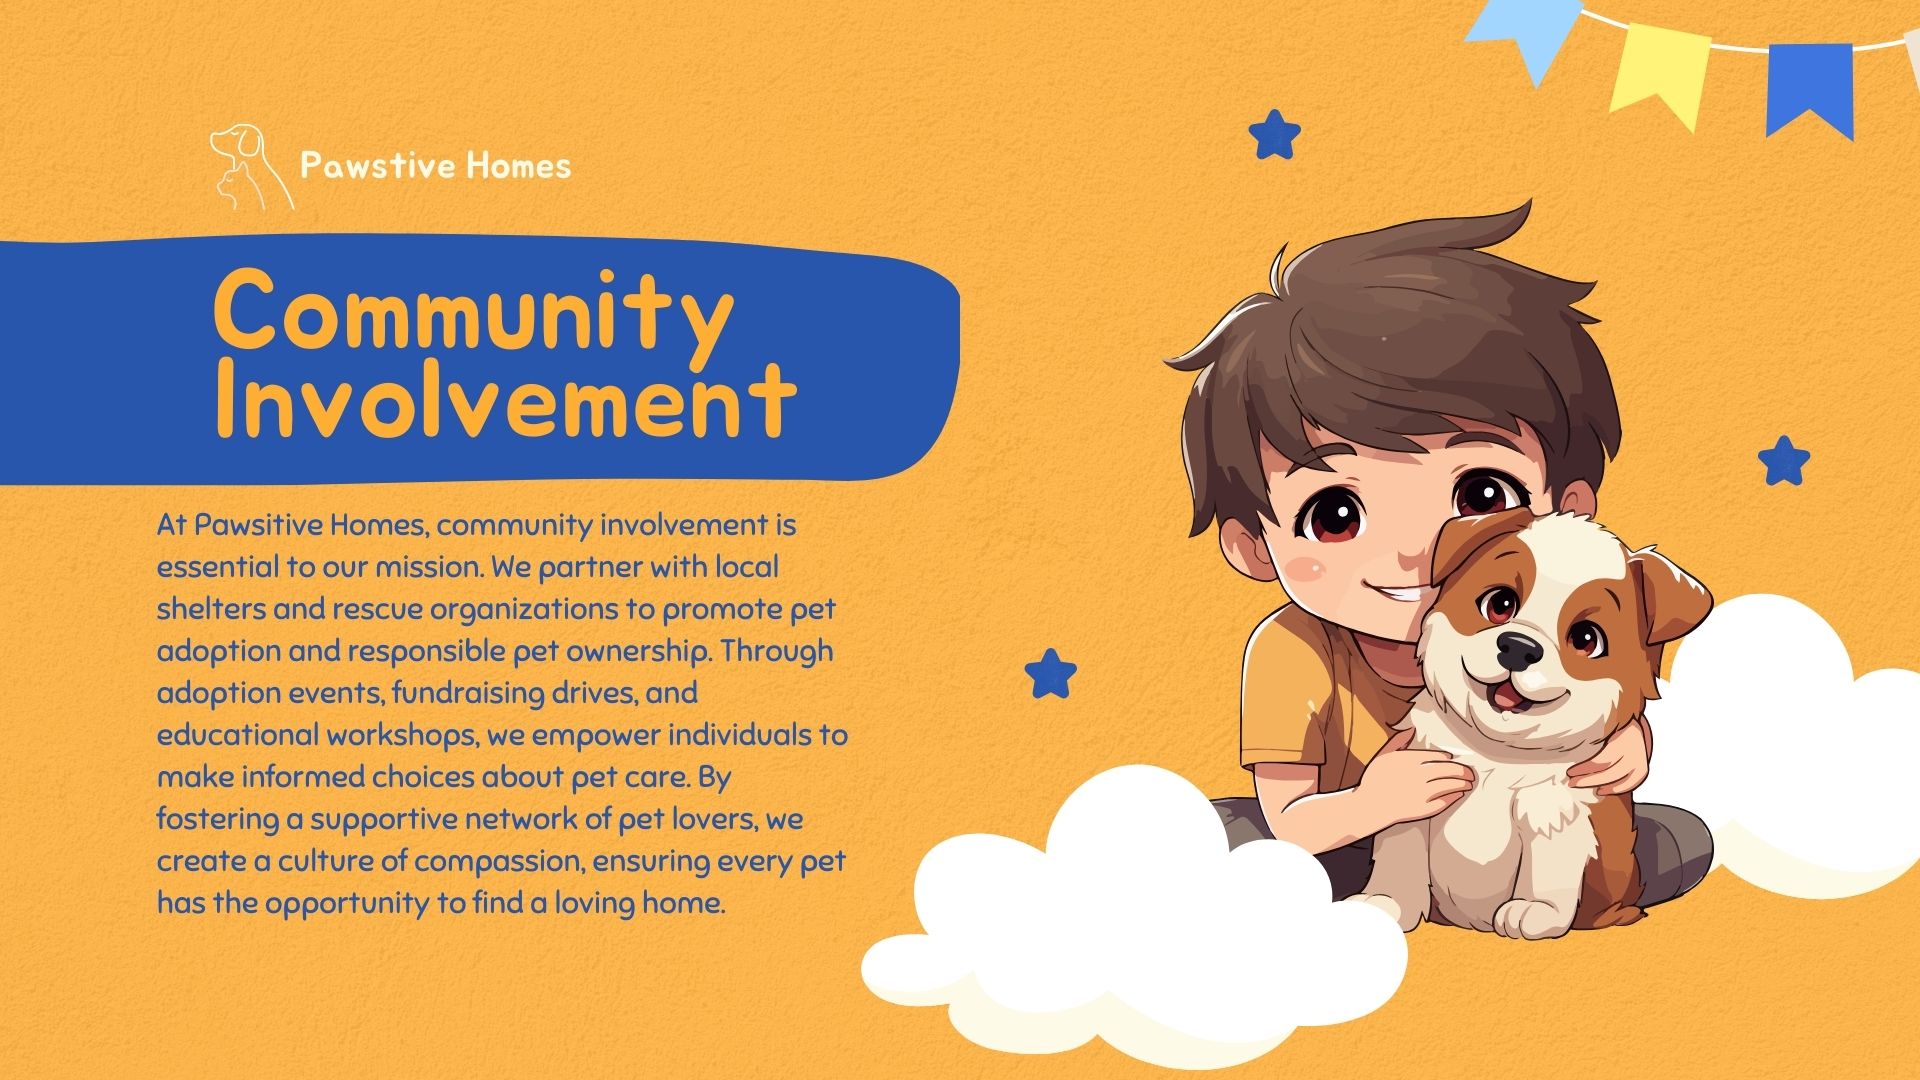 Pawstive Homes
Community
Involvement
At Pawsitive Homes, community involvement is
essential to our mission. We partner with local
shelters and rescue organizations to promote pet
adoption and responsible pet ownership. Through
adoption events, fundraising drives, and
educational workshops, we empower individuals to
make informed choices about pet care. By
fostering a supportive network of pet lovers, we
create a culture of compassion, ensuring every pet
has the opportunity to find a loving home.